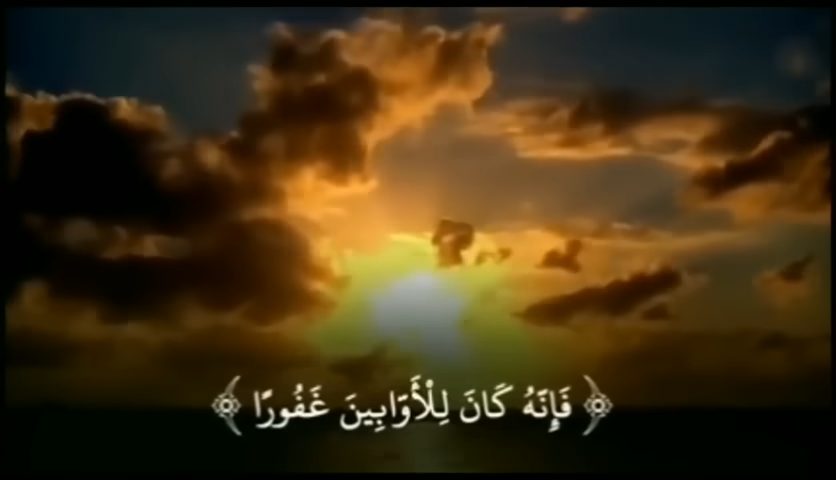 ﴿ فَإِنَّهُ كَانَ لِلْأَوَّابِينَ غَفُورًا ﴾